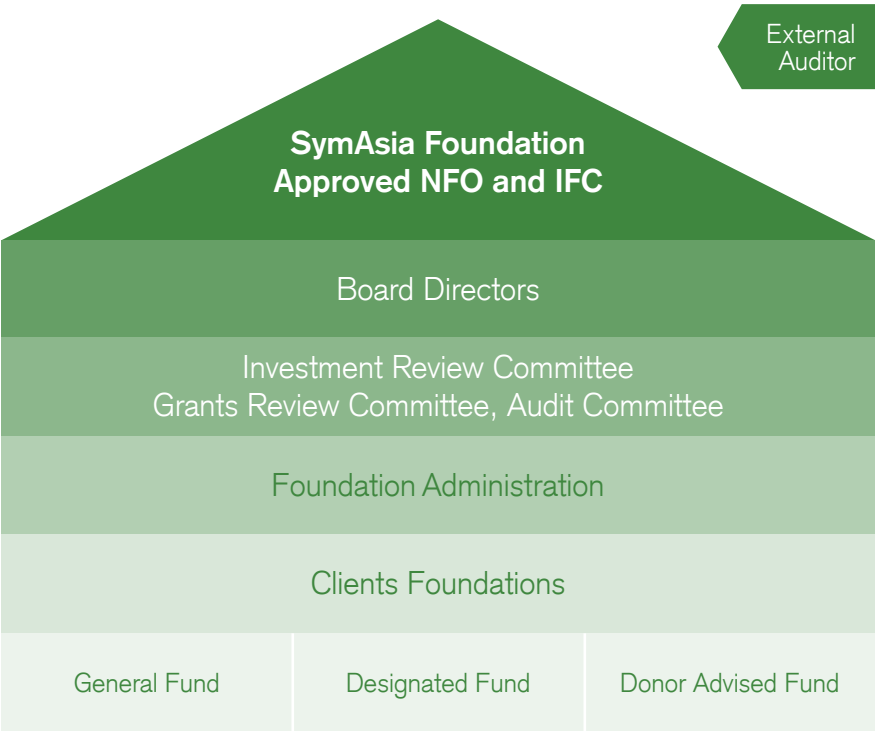 External
Auditor
SymAsia Foundation
Approved NFO and IFC
Board Directors
Investment Review Committee
Grants Review Committee, Audit Committee
Foundation Administration
Clients Foundations
General Fund
Designated Fund
Donor Advised Fund